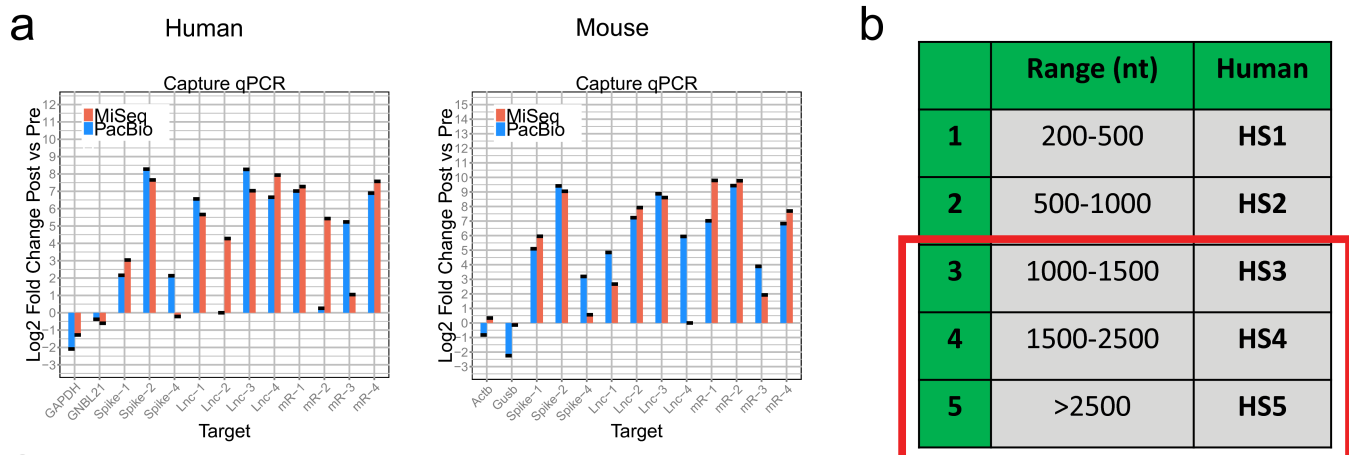 a
Human
Mouse
b
Capture qPCR
Log2 Fold Change Post vs Pre
12
11
10
9
8
7
6
5
4
3
2
1
0
−1
−2
−3
MiSeq
PacBio
GAPDH
GNBL21
Spike−1
Spike−2
Spike−4
Lnc−1
Lnc−2
Lnc−3
Lnc−4
mR−1
mR−2
mR−3
mR−4
Target
Capture qPCR
Log2 Fold Change Post vs Pre
15
14
13
12
11
10
9
8
7
6
5
4
3
2
1
0
−1
−2
−3
MiSeq
PacBio
Actb
Gusb
Spike−1
Spike−2
Spike−4
Lnc−1
Lnc−2
Lnc−3
Lnc−4
mR−1
mR−2
mR−3
mR−4
Target
Range (nt) Human
1 200-500 HS1
2 500-1000 HS2
3 1000-1500 HS3
4 1500-2500 HS4
5 >2500 HS5